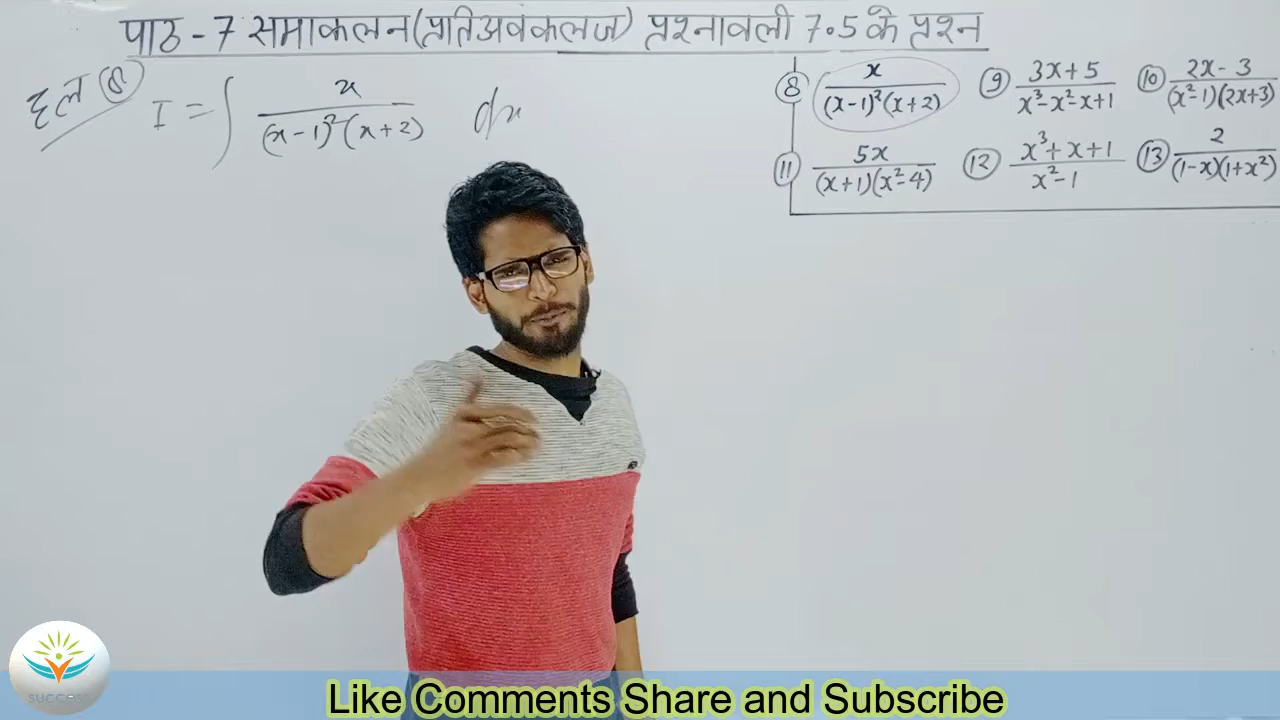 पाठ - 7 समाकलन (प्रतिअवकलज) प्रश्नावली 7.5 के प्रश्न
हल ⑧ I = ∫ x / (x-1)²(x+2) dx
⑧ x / (x-1)²(x+2) ⑨ 3x+5 / x³-x²-x+1 ⑩ 2x-3 / (x²-1)(2x+3)
⑪ 5x / (x+1)(x²-4) ⑫ x³+x+1 / x²-1 ⑬ 2 / (1-x)(1+x²)
SUCCESS
Like Comments Share and Subscribe